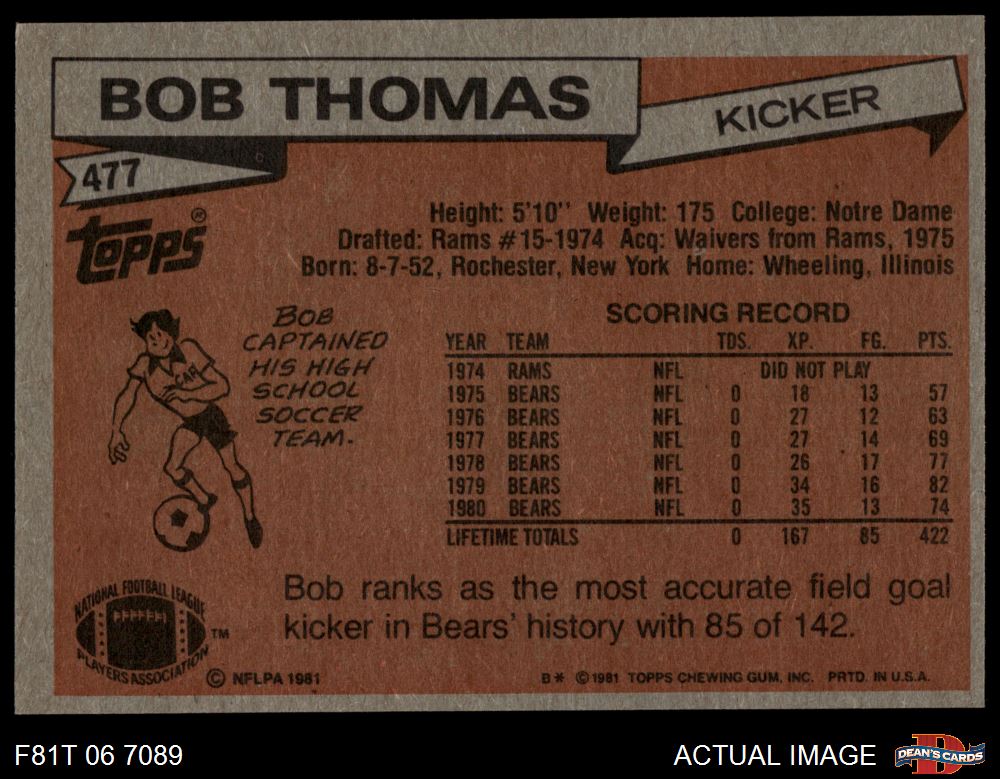 BOB THOMAS
KICKER
477
topps®
Height: 5'10'' Weight: 175 College: Notre Dame
Drafted: Rams #15-1974 Acq: Waivers from Rams, 1975
Born: 8-7-52, Rochester, New York Home: Wheeling, Illinois
BOB
CAPTAINED
HIS HIGH
SCHOOL
SOCCER
TEAM.
CAP
SCORING RECORD
YEAR TEAM TDS. XP. FG. PTS.
1974 RAMS NFL DID NOT PLAY
1975 BEARS NFL 0 18 13 57
1976 BEARS NFL 0 27 12 63
1977 BEARS NFL 0 27 14 69
1978 BEARS NFL 0 26 17 77
1979 BEARS NFL 0 34 16 82
1980 BEARS NFL 0 35 13 74
LIFETIME TOTALS 0 167 85 422
Bob ranks as the most accurate field goal
kicker in Bears' history with 85 of 142.
NATIONAL FOOTBALL LEAGUE
PLAYERS ASSOCIATION
TM
© NFLPA 1981
B* © 1981 TOPPS CHEWING GUM, INC. PRTD. IN U.S.A.
F81T 06 7089
ACTUAL IMAGE
D
DEAN'S CARDS